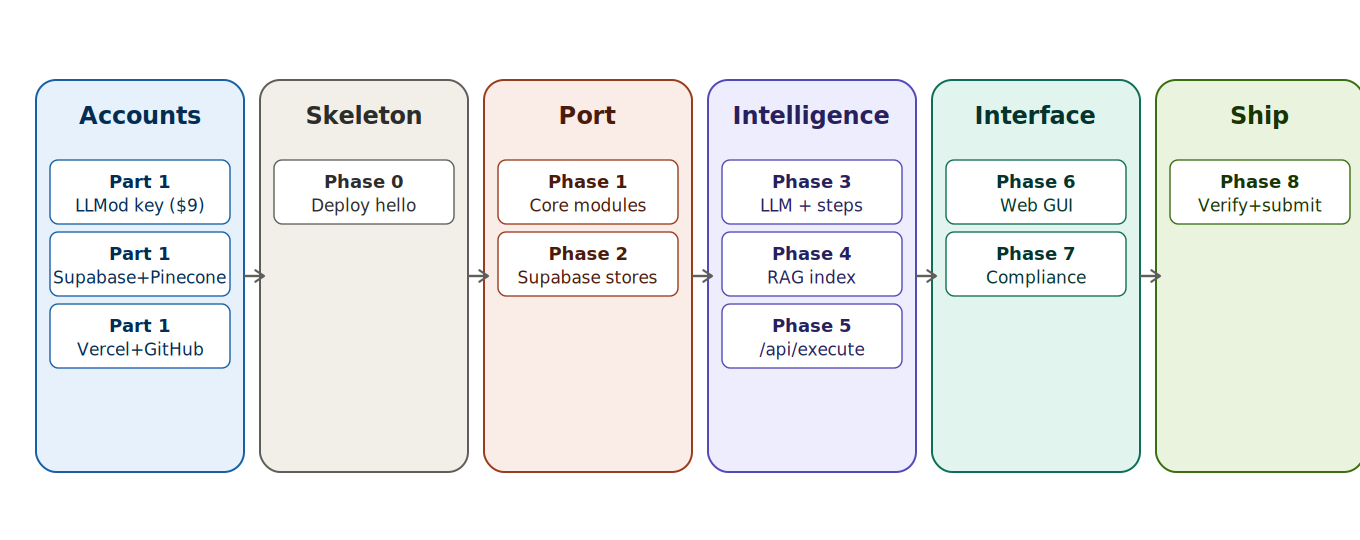 Accounts
Part 1
LLMod key ($9)
Part 1
Supabase+Pinecone
Part 1
Vercel+GitHub
Skeleton
Phase 0
Deploy hello
Port
Phase 1
Core modules
Phase 2
Supabase stores
Intelligence
Phase 3
LLM + steps
Phase 4
RAG index
Phase 5
/api/execute
Interface
Phase 6
Web GUI
Phase 7
Compliance
Ship
Phase 8
Verify+submit